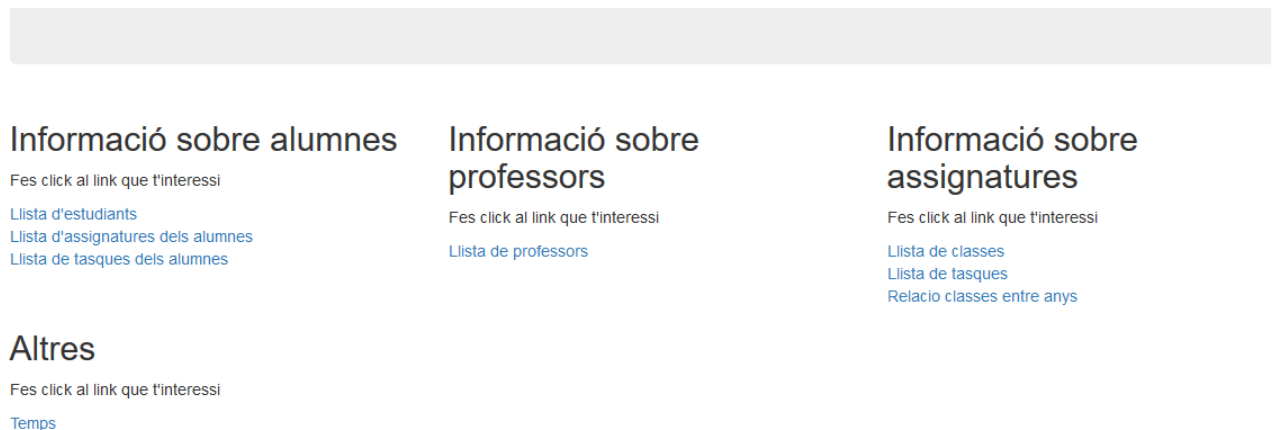 Informació sobre alumnes
Fes click al link que t'interessi
Llista d'estudiants
Llista d'assignatures dels alumnes
Llista de tasques dels alumnes
Informació sobre
professors
Fes click al link que t'interessi
Llista de professors
Informació sobre
assignatures
Fes click al link que t'interessi
Llista de classes
Llista de tasques
Relacio classes entre anys
Altres
Fes click al link que t'interessi
Temps